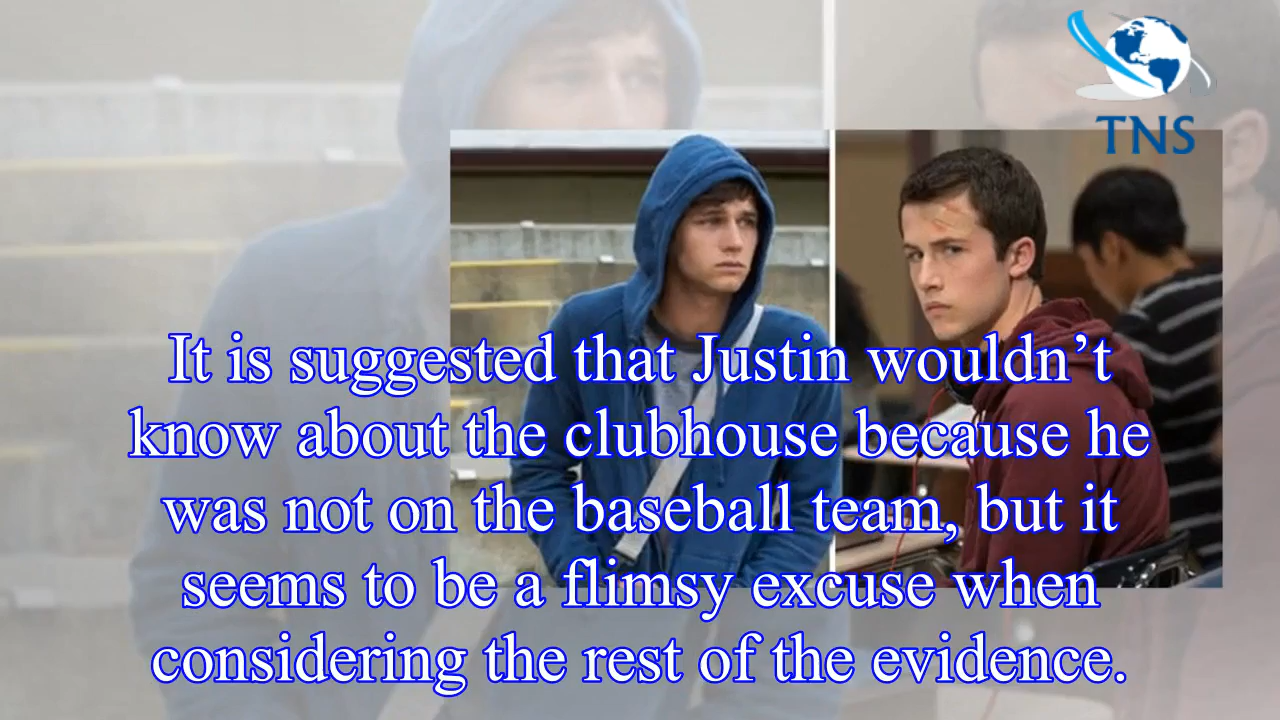 TNS
It is suggested that Justin wouldn’t
know about the clubhouse because he
was not on the baseball team, but it
seems to be a flimsy excuse when
considering the rest of the evidence.